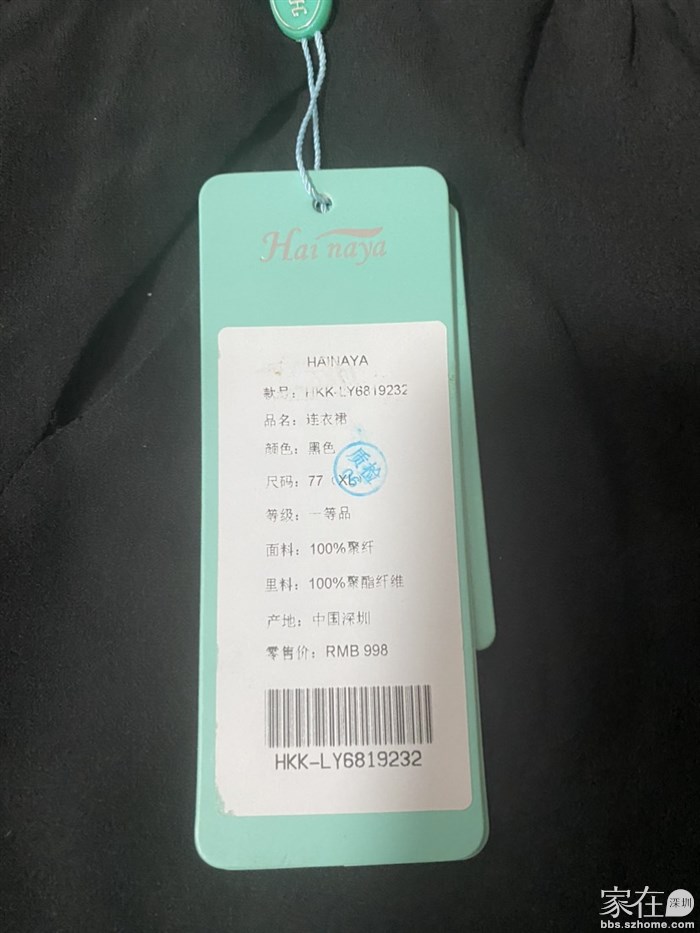 H
Hai naya
HAINAYA
款号：HKK-LY6819232
品名：连衣裙
颜色：黑色
质检
尺码：77 (XL
等级：一等品
面料：100%聚纤
里料：100%聚酯纤维
产地：中国深圳
零售价：RMB 998
HKK-LY6819232
家在深圳
bbs.szhome.com